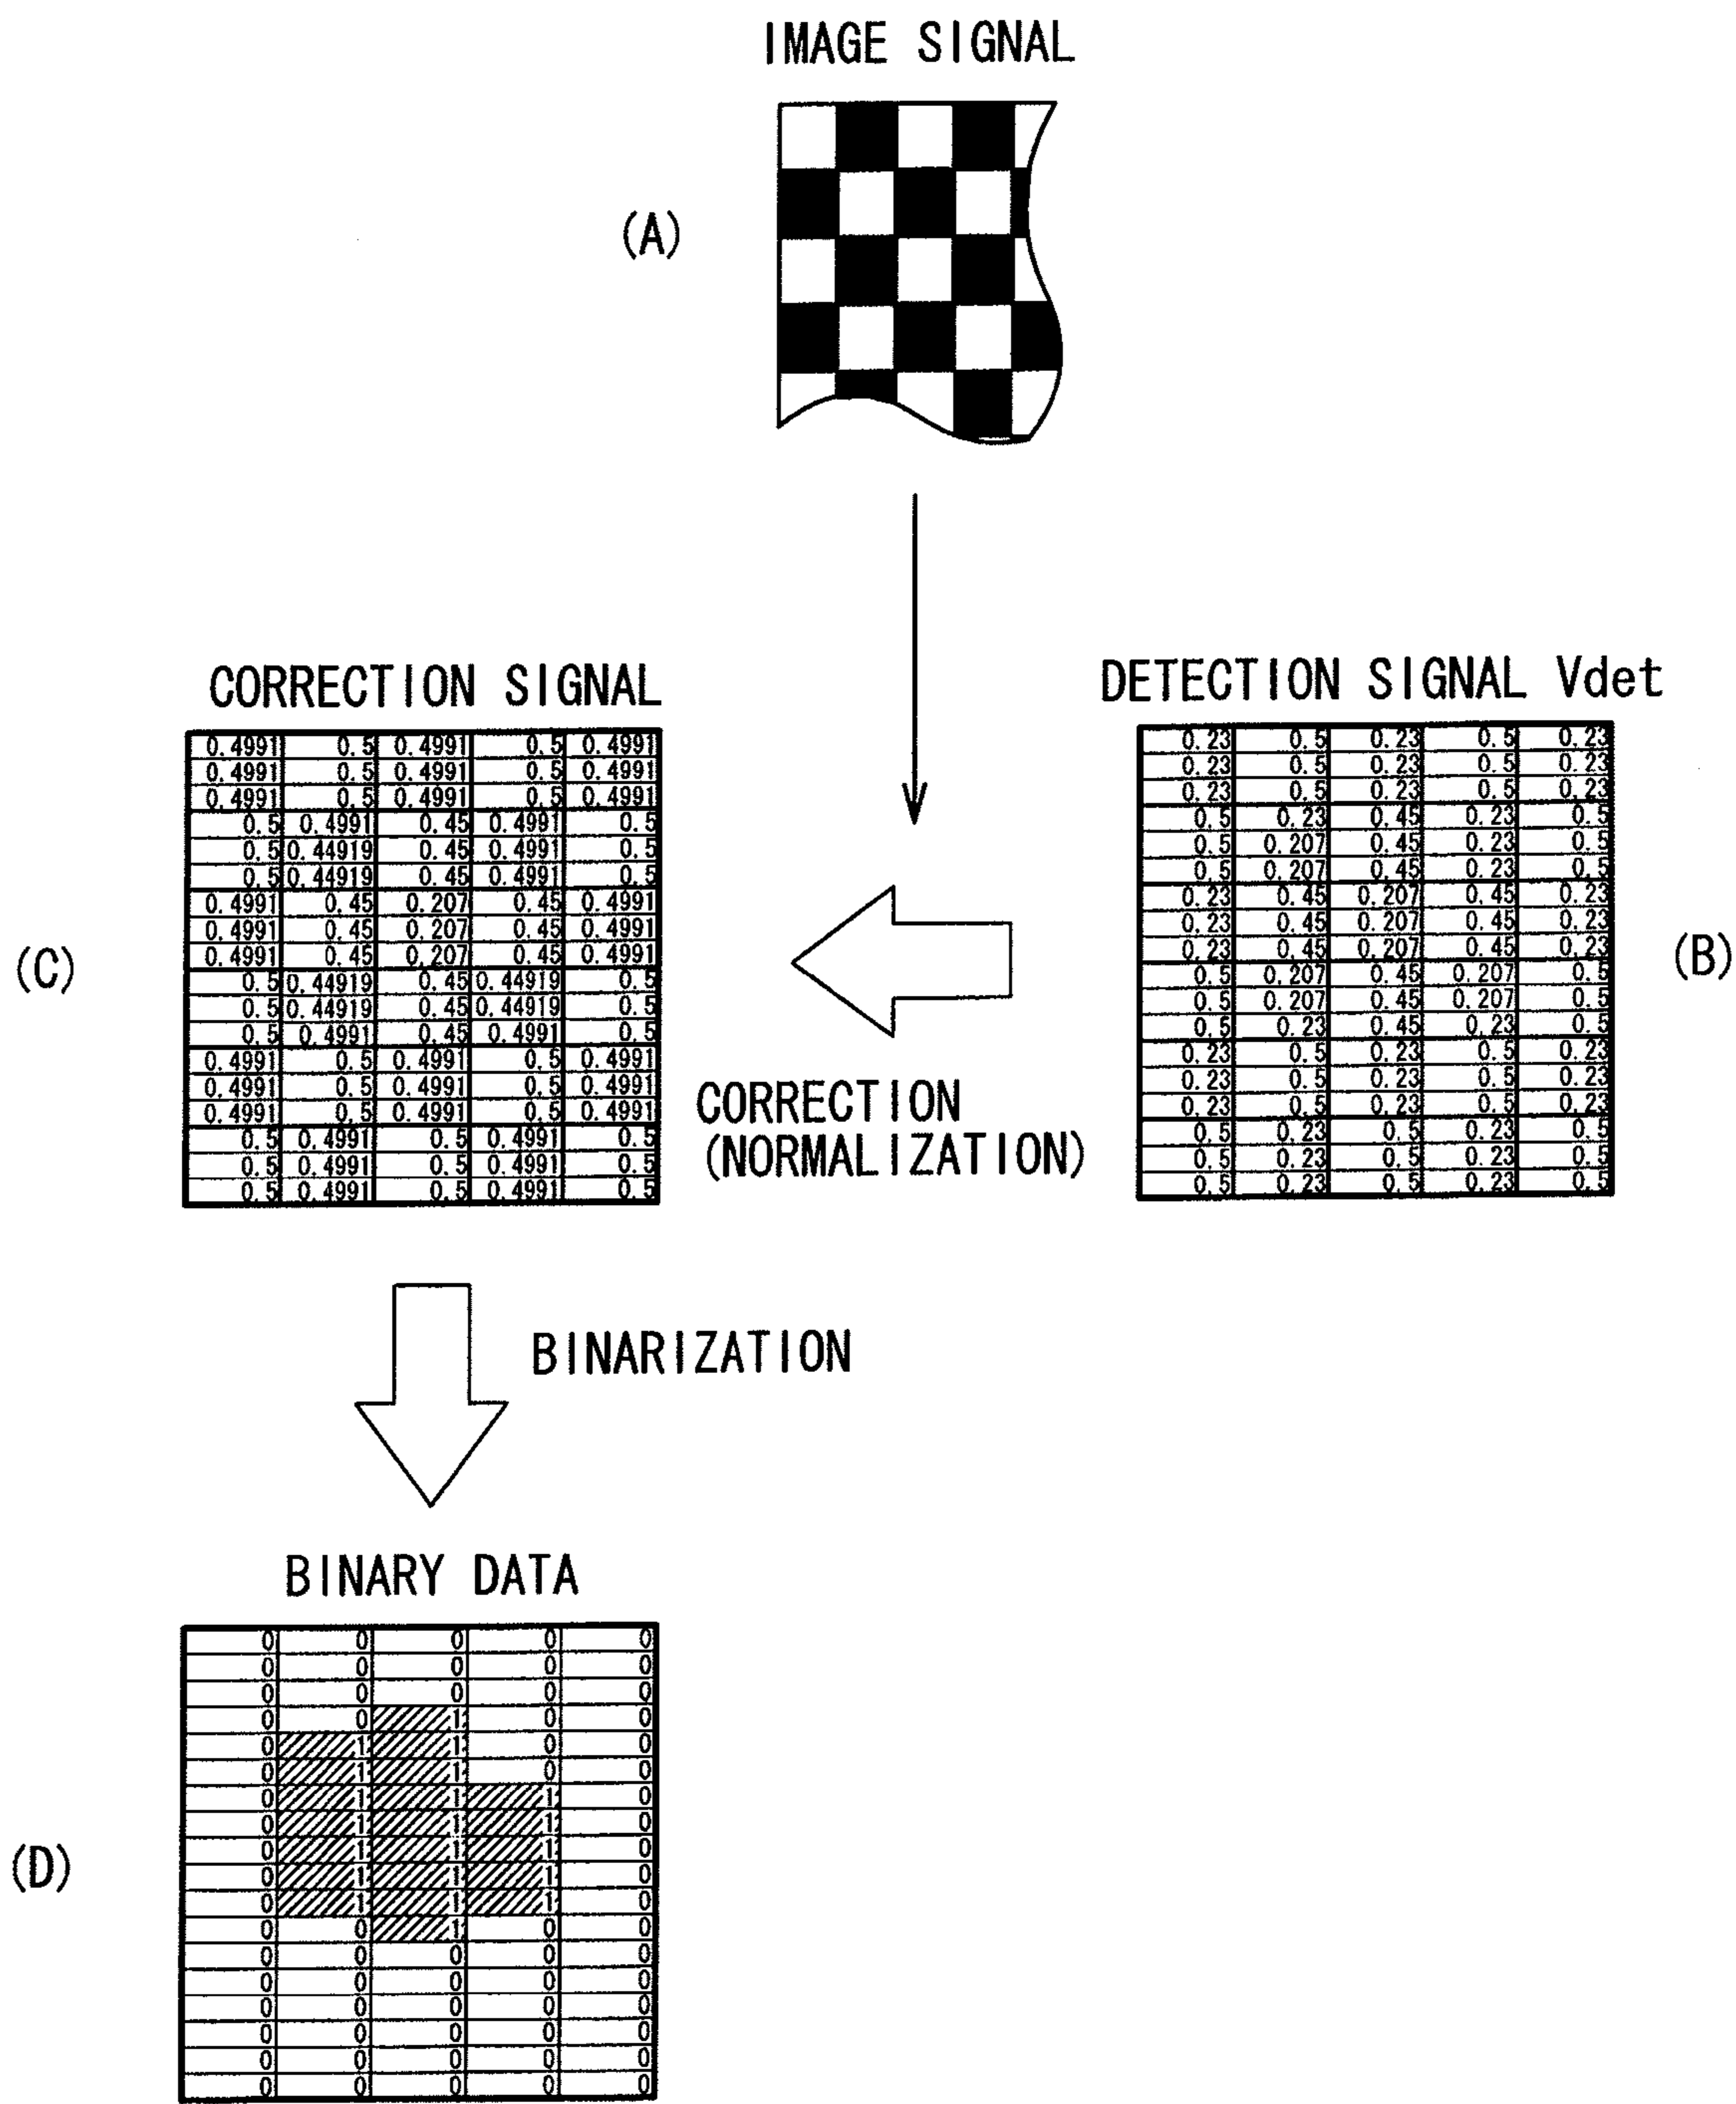 IMAGE SIGNAL
(A)
CORRECTION SIGNAL
0.4991 0.5 0.4991 0.5 0.4991
0.4991 0.5 0.4991 0.5 0.4991
0.4991 0.5 0.4991 0.5 0.4991
0.5 0.4991 0.45 0.4991 0.5
0.5 0.44919 0.45 0.4991 0.5
0.5 0.44919 0.45 0.4991 0.5
0.4991 0.45 0.207 0.45 0.4991
0.4991 0.45 0.207 0.45 0.4991
0.4991 0.45 0.207 0.45 0.4991
0.5 0.44919 0.45 0.44919 0.5
0.5 0.44919 0.45 0.44919 0.5
0.5 0.4991 0.45 0.4991 0.5
0.4991 0.5 0.4991 0.5 0.4991
0.4991 0.5 0.4991 0.5 0.4991
0.4991 0.5 0.4991 0.5 0.4991
0.5 0.4991 0.5 0.4991 0.5
0.5 0.4991 0.5 0.4991 0.5
0.5 0.4991 0.5 0.4991 0.5
(C)
DETECTION SIGNAL Vdet
0.23 0.5 0.23 0.5 0.23
0.23 0.5 0.23 0.5 0.23
0.23 0.5 0.23 0.5 0.23
0.5 0.23 0.45 0.23 0.5
0.5 0.207 0.45 0.23 0.5
0.5 0.207 0.45 0.23 0.5
0.23 0.45 0.207 0.45 0.23
0.23 0.45 0.207 0.45 0.23
0.23 0.45 0.207 0.45 0.23
0.5 0.207 0.45 0.207 0.5
0.5 0.207 0.45 0.207 0.5
0.5 0.23 0.45 0.23 0.5
0.23 0.5 0.23 0.5 0.23
0.23 0.5 0.23 0.5 0.23
0.23 0.5 0.23 0.5 0.23
0.5 0.23 0.5 0.23 0.5
0.5 0.23 0.5 0.23 0.5
0.5 0.23 0.5 0.23 0.5
(B)
CORRECTION
(NORMALIZATION)
BINARIZATION
BINARY DATA
0 0 0 0 0
0 0 0 0 0
0 0 0 0 0
0 0 1 0 0
0 1 1 0 0
0 1 1 0 0
0 1 1 1 0
0 1 1 1 0
0 1 1 1 0
0 1 1 1 0
0 1 1 1 0
0 0 1 0 0
0 0 0 0 0
0 0 0 0 0
0 0 0 0 0
0 0 0 0 0
0 0 0 0 0
0 0 0 0 0
(D)